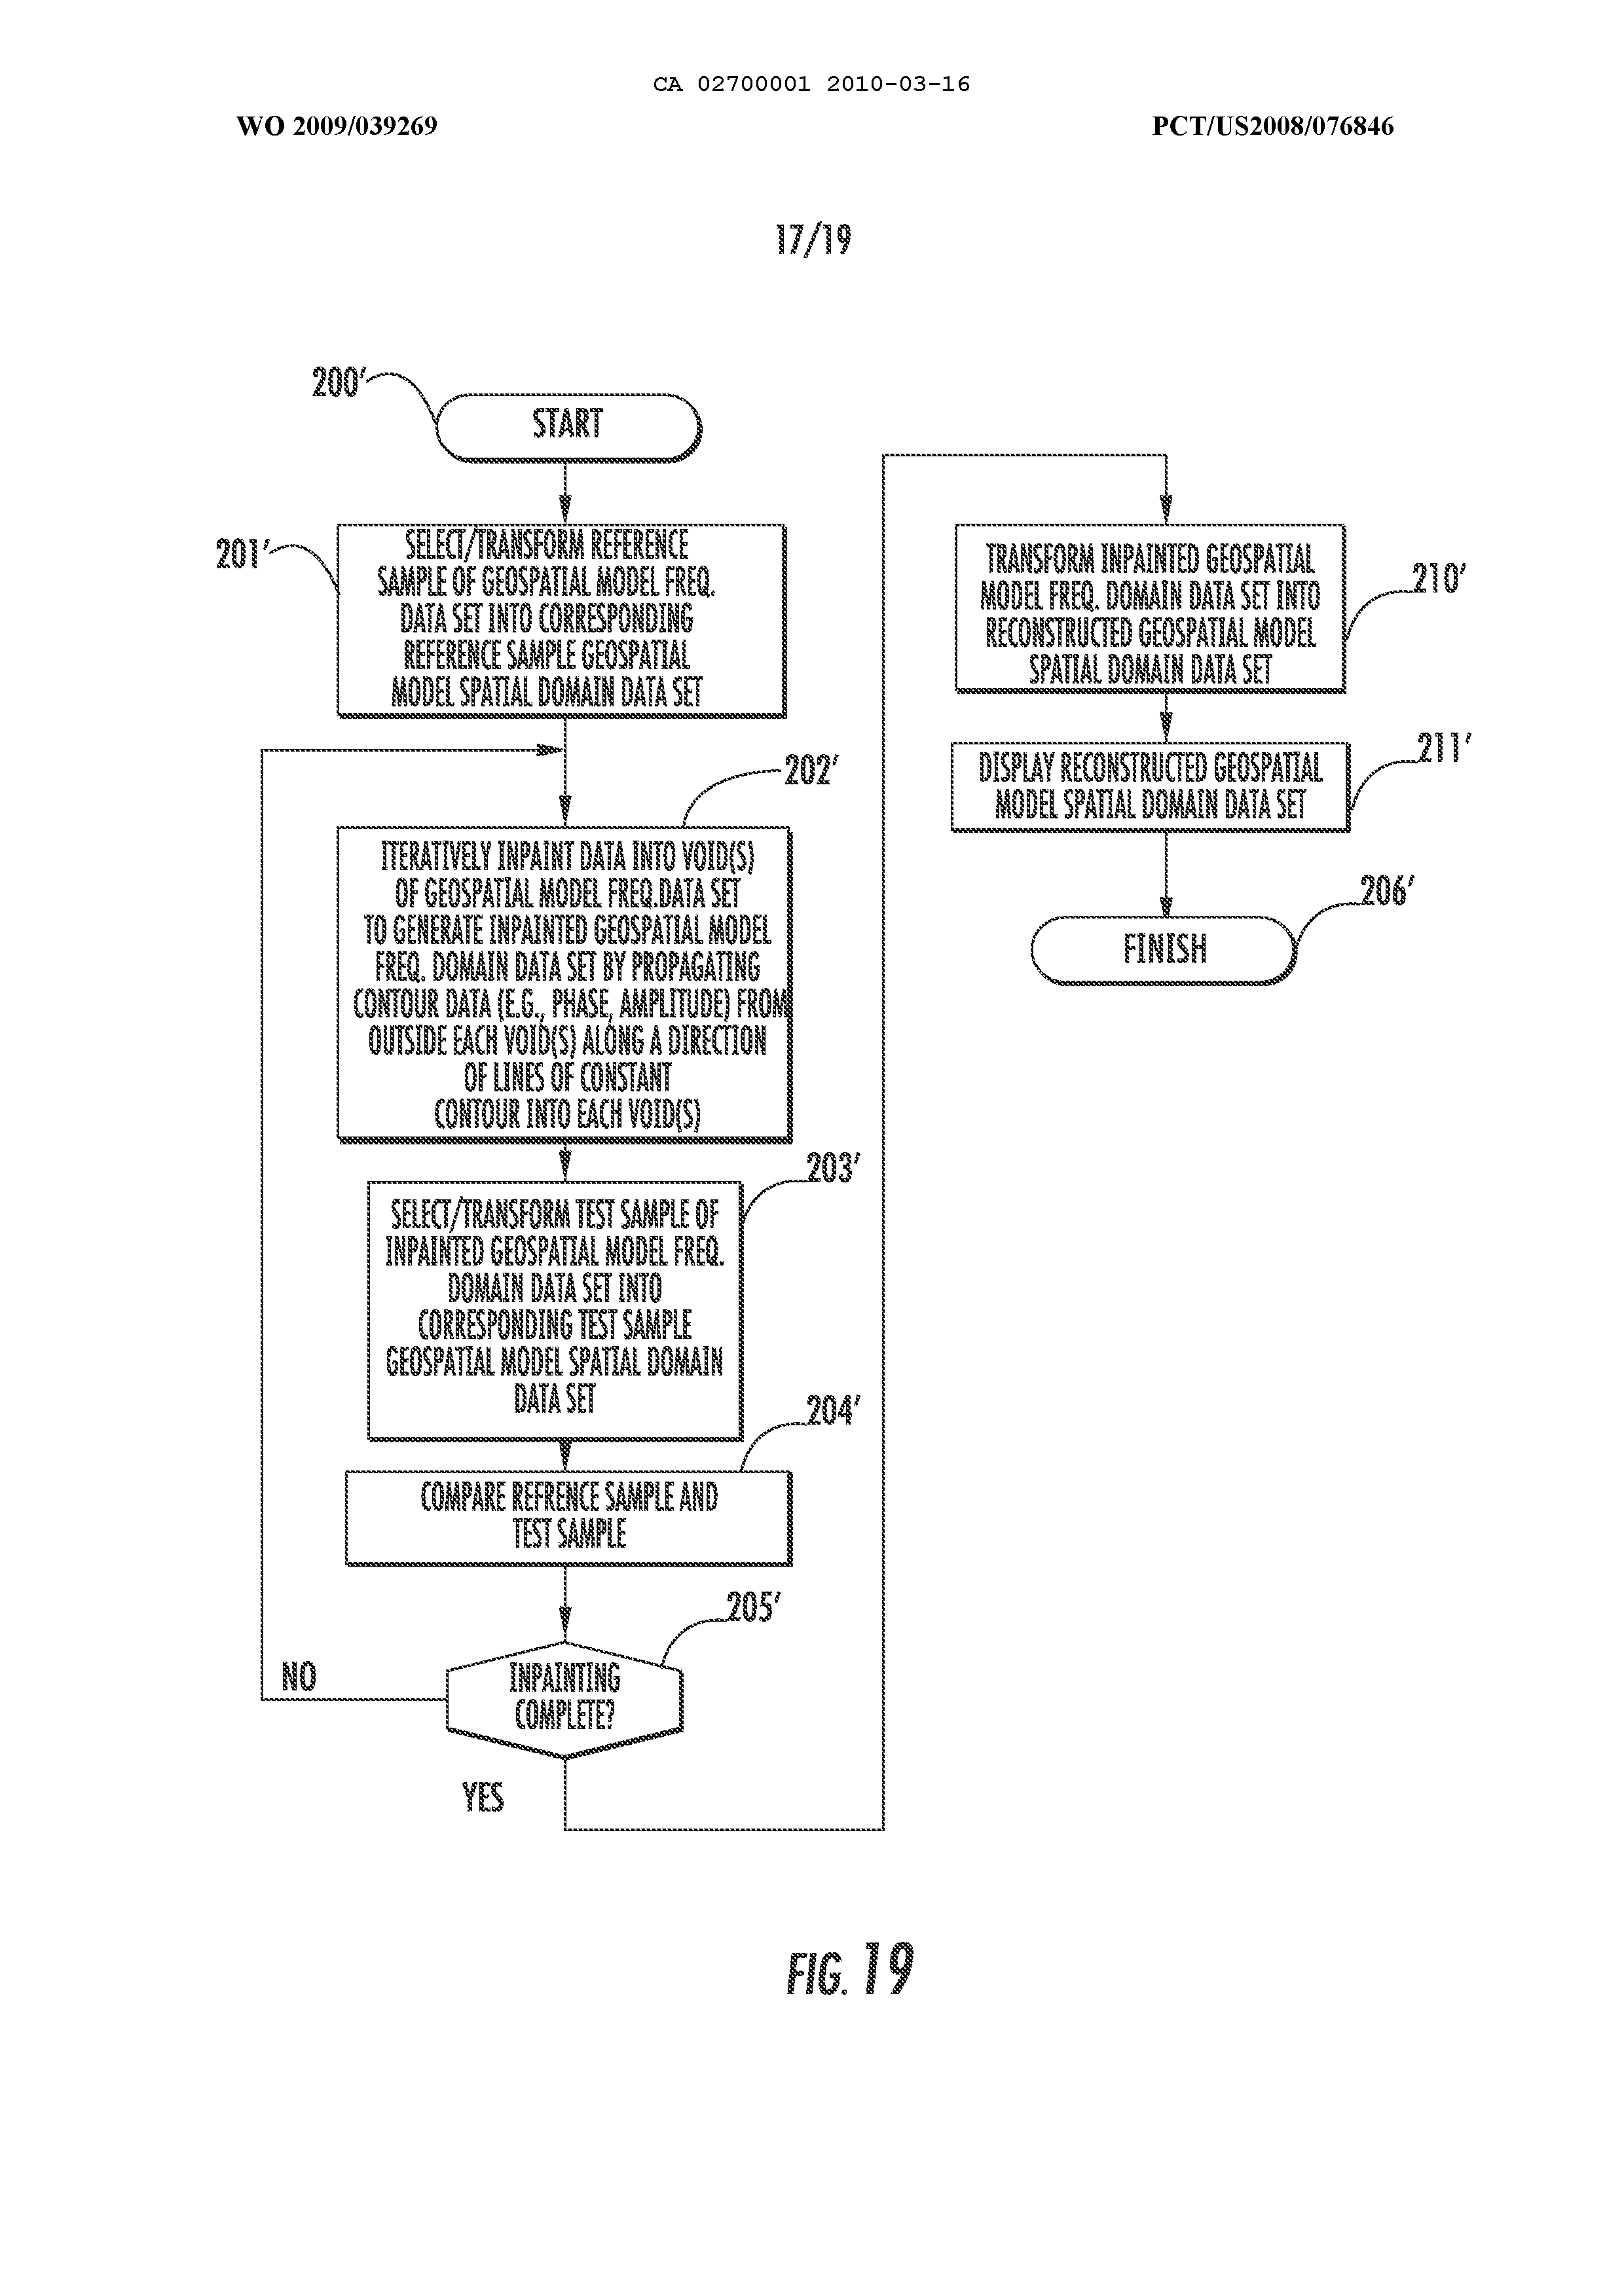 CA 02700001 2010-03-16
WO 2009/039269
PCT/US2008/076846
17/19
200'
START
201'
SELECT/TRANSFORM REFERENCE
SAMPLE OF GEOSPATIAL MODEL FREQ.
DATA SET INTO CORRESPONDING
REFERENCE SAMPLE GEOSPATIAL
MODEL SPATIAL DOMAIN DATA SET
202'
ITERATIVELY INPAINT DATA INTO VOID(S)
OF GEOSPATIAL MODEL FREQ.DATA SET
TO GENERATE INPAINTED GEOSPATIAL MODEL
FREQ. DOMAIN DATA SET BY PROPAGATING
CONTOUR DATA (E.G., PHASE, AMPLITUDE) FROM
OUTSIDE EACH VOID(S) ALONG A DIRECTION
OF LINES OF CONSTANT
CONTOUR INTO EACH VOID(S)
203'
SELECT/TRANSFORM TEST SAMPLE OF
INPAINTED GEOSPATIAL MODEL FREQ.
DOMAIN DATA SET INTO
CORRESPONDING TEST SAMPLE
GEOSPATIAL MODEL SPATIAL DOMAIN
DATA SET
204'
COMPARE REFRENCE SAMPLE AND
TEST SAMPLE
205'
INPAINTING
COMPLETE?
NO
YES
TRANSFORM INPAINTED GEOSPATIAL
MODEL FREQ. DOMAIN DATA SET INTO
RECONSTRUCTED GEOSPATIAL MODEL
SPATIAL DOMAIN DATA SET
210'
DISPLAY RECONSTRUCTED GEOSPATIAL
MODEL SPATIAL DOMAIN DATA SET
211'
206'
FINISH
FIG. 19